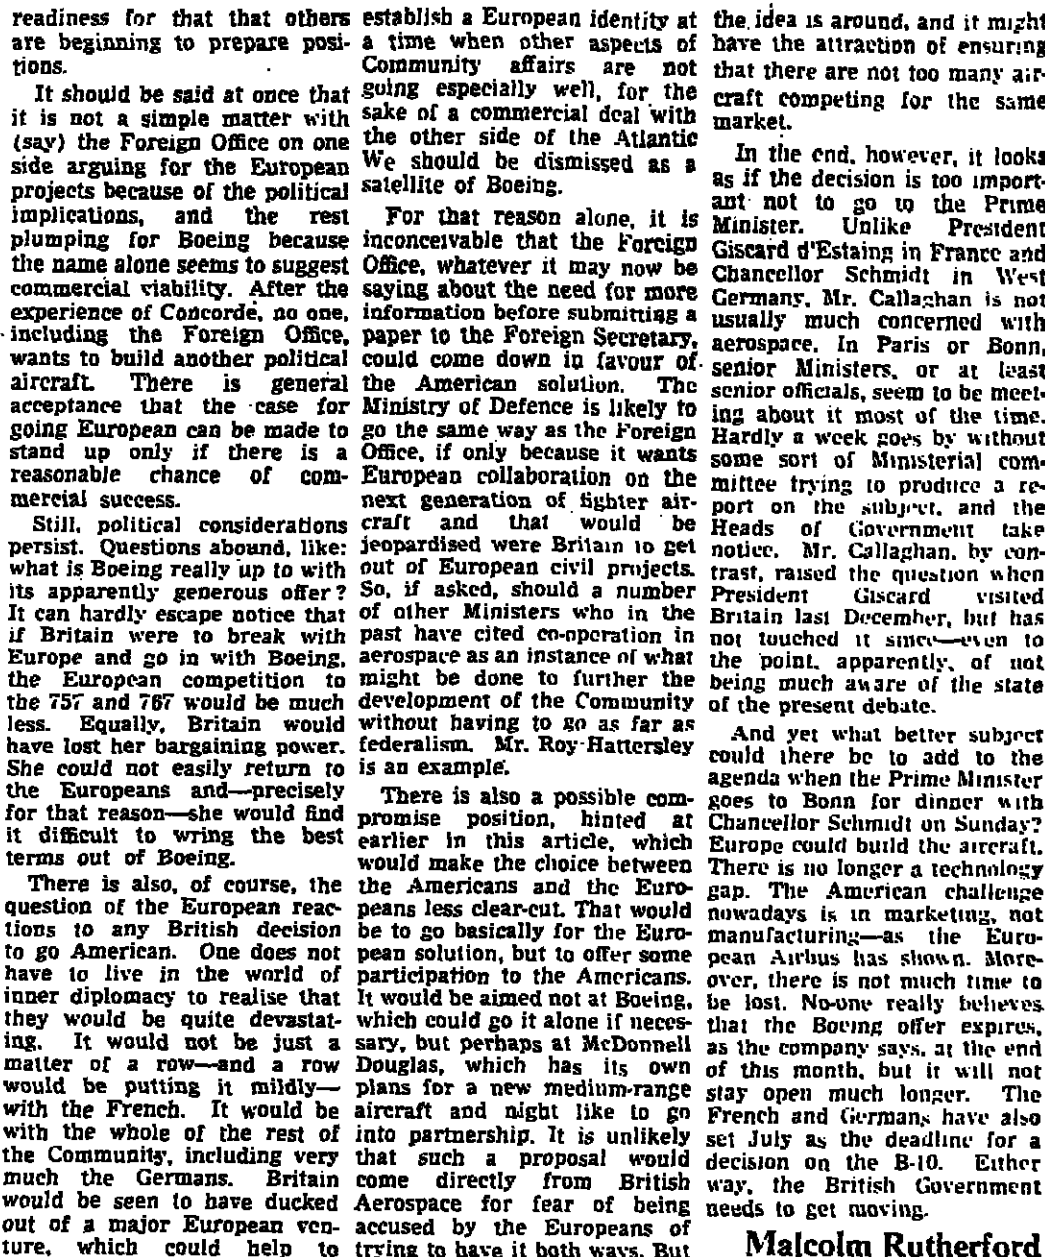 readiness for that that others
are beginning to prepare posi-
tions.
It should be said at once that
it is not a simple matter with
(say) the Foreign Office on one
side arguing for the European
projects because of the political
implications, and the rest
plumping for Boeing because
the name alone seems to suggest
commercial viability. After the
experience of Concorde, no one,
including the Foreign Office,
wants to build another political
aircraft. There is general
acceptance that the case for
going European can be made to
stand up only if there is a
reasonable chance of com-
mercial success.
Still, political considerations
persist. Questions abound, like:
what is Boeing really up to with
its apparently generous offer?
It can hardly escape notice that
if Britain were to break with
Europe and go in with Boeing,
the European competition to
the 757 and 767 would be much
less. Equally, Britain would
have lost her bargaining power.
She could not easily return to
the Europeans and—precisely
for that reason—she would find
it difficult to wring the best
terms out of Boeing.
There is also, of course, the
question of the European reac-
tions to any British decision
to go American. One does not
have to live in the world of
inner diplomacy to realise that
they would be quite devastat-
ing. It would not be just a
matter of a row—and a row
would be putting it mildly—
with the French. It would be
with the whole of the rest of
the Community, including very
much the Germans. Britain
would be seen to have ducked
out of a major European ven-
ture, which could help to
establish a European identity at
a time when other aspects of
Community affairs are not
going especially well, for the
sake of a commercial deal with
the other side of the Atlantic
We should be dismissed as a
satellite of Boeing.
For that reason alone, it is
inconceivable that the Foreign
Office, whatever it may now be
saying about the need for more
information before submitting a
paper to the Foreign Secretary,
could come down in favour of
the American solution. The
Ministry of Defence is likely to
go the same way as the Foreign
Office, if only because it wants
European collaboration on the
next generation of fighter air-
craft and that would be
jeopardised were Britain to get
out of European civil projects.
So, if asked, should a number
of other Ministers who in the
past have cited co-operation in
aerospace as an instance of what
might be done to further the
development of the Community
without having to go as far as
federalism. Mr. Roy Hattersley
is an example.
There is also a possible com-
promise position, hinted at
earlier in this article, which
would make the choice between
the Americans and the Euro-
peans less clear-cut. That would
be to go basically for the Euro-
pean solution, but to offer some
participation to the Americans.
It would be aimed not at Boeing,
which could go it alone if neces-
sary, but perhaps at McDonnell
Douglas, which has its own
plans for a new medium-range
aircraft and might like to go
into partnership. It is unlikely
that such a proposal would
come directly from British
Aerospace for fear of being
accused by the Europeans of
trying to have it both ways. But
the idea is around, and it might
have the attraction of ensuring
that there are not too many air-
craft competing for the same
market.
In the end, however, it looks
as if the decision is too import-
ant not to go to the Prime
Minister. Unlike President
Giscard d'Estaing in France and
Chancellor Schmidt in West
Germany, Mr. Callaghan is not
usually much concerned with
aerospace. In Paris or Bonn,
senior Ministers, or at least
senior officials, seem to be meet-
ing about it most of the time.
Hardly a week goes by without
some sort of Ministerial com-
mittee trying to produce a re-
port on the subject, and the
Heads of Government take
notice. Mr. Callaghan, by con-
trast, raised the question when
President Giscard visited
Britain last December, but has
not touched it since—even to
the point, apparently, of not
being much aware of the state
of the present debate.
And yet what better subject
could there be to add to the
agenda when the Prime Minister
goes to Bonn for dinner with
Chancellor Schmidt on Sunday?
Europe could build the aircraft.
There is no longer a technology
gap. The American challenge
nowadays is in marketing, not
manufacturing—as the Euro-
pean Airbus has shown. More-
over, there is not much time to
be lost. No-one really believes
that the Boeing offer expires,
as the company says, at the end
of this month, but it will not
stay open much longer. The
French and Germans have also
set July as the deadline for a
decision on the B-10. Either
way, the British Government
needs to get moving.
Malcolm Rutherford